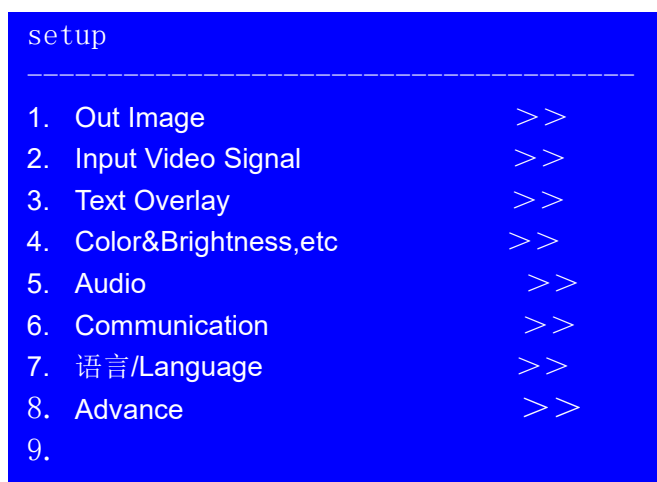 setup
--------------------------------------
1. Out Image >>
2. Input Video Signal >>
3. Text Overlay >>
4. Color&Brightness,etc >>
5. Audio >>
6. Communication >>
7. 语言/Language >>
8. Advance >>
9.